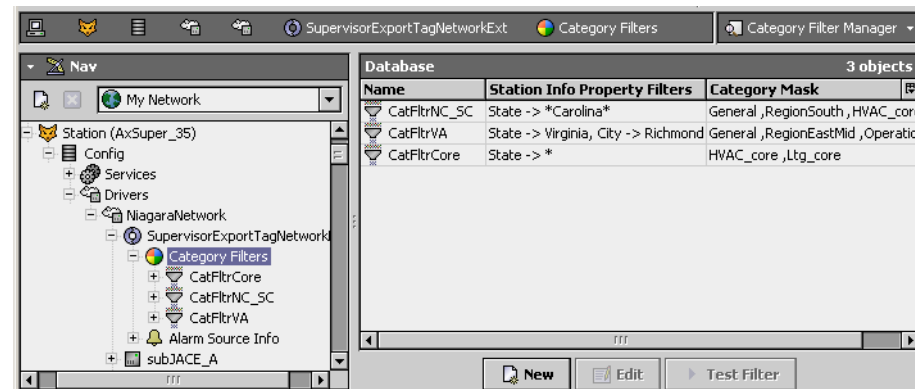 SupervisorExportTagNetworkExt Category Filters Category Filter Manager
Nav
My Network
Station (AxSuper_35)
Config
Services
Drivers
NiagaraNetwork
SupervisorExportTagNetwork
Category Filters
CatFltrCore
CatFltrNC_SC
CatFltrVA
Alarm Source Info
subJACE_A
Database 3 objects
Name Station Info Property Filters Category Mask
CatFltrNC_SC State -> *Carolina* General ,RegionSouth ,HVAC_cor
CatFltrVA State -> Virginia, City -> Richmond General ,RegionEastMid ,Operatio
CatFltrCore State -> * HVAC_core ,Ltg_core
New Edit Test Filter